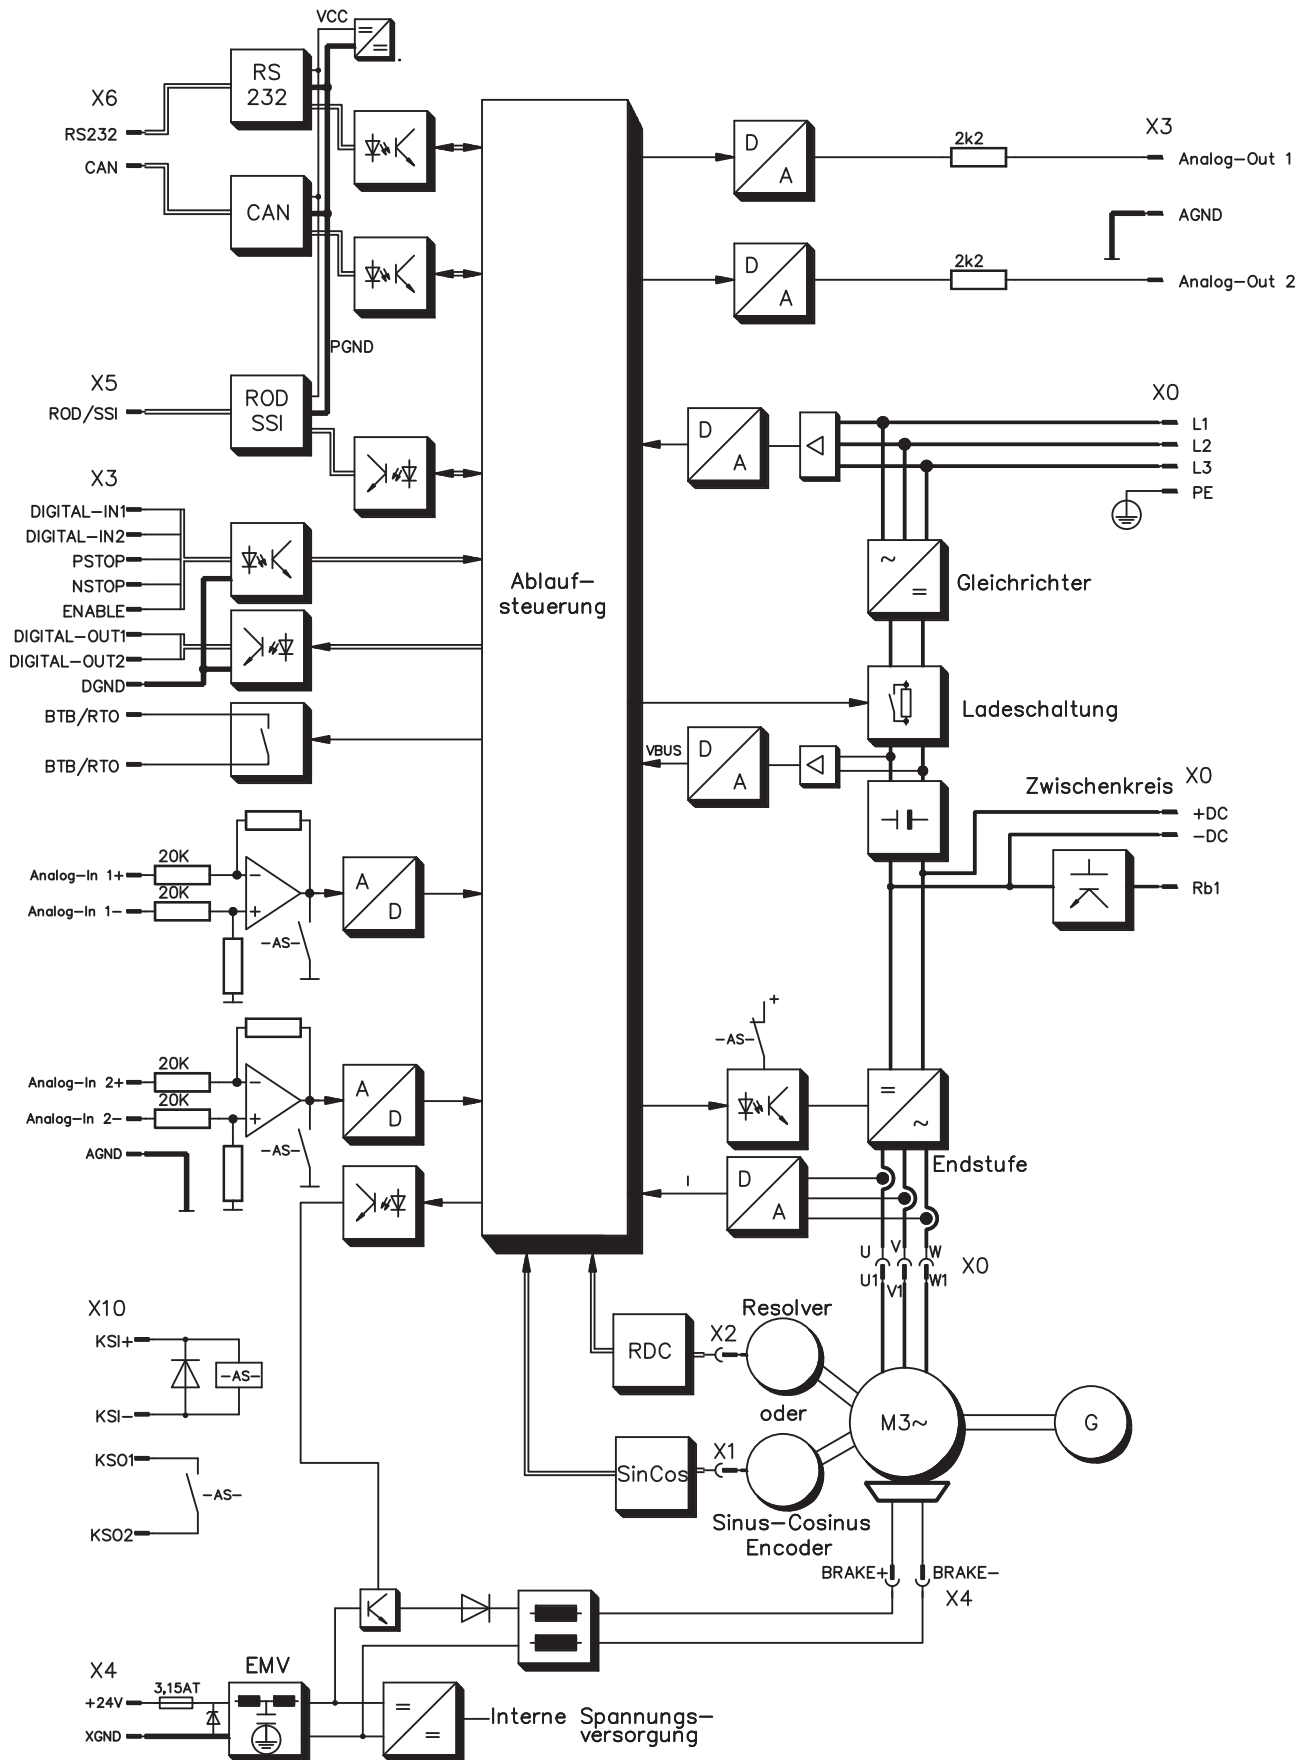 VCC
RS
232
X6
RS232
CAN
CAN
PGND
X5
ROD/SSI
ROD
SSI
X3
DIGITAL-IN1
DIGITAL-IN2
PSTOP
NSTOP
ENABLE
DIGITAL-OUT1
DIGITAL-OUT2
DGND
BTB/RTO
BTB/RTO
20K
Analog-In 1+
20K
Analog-In 1-
-
+
-AS-
A
D
20K
Analog-In 2+
20K
Analog-In 2-
-
+
AGND
-AS-
A
D
Ablauf-
steuerung
D
A
2k2
X3
Analog-Out 1
AGND
D
A
2k2
Analog-Out 2
X0
L1
L2
L3
PE
D
A
~
=
Gleichrichter
Ladeschaltung
VBUS
D
A
Zwischenkreis
X0
+DC
-DC
Rb1
+
-AS-
=
~
Endstufe
I
D
A
U
V
W
X0
U1
V1
W1
Resolver
RDC
X2
oder
M3~
G
SinCos
X1
Sinus-Cosinus
Encoder
BRAKE+
BRAKE-
X4
X10
KSI+
-AS-
KSI-
KSO1
-AS-
KSO2
X4
+24V
3,15AT
XGND
EMV
=
=
Interne Spannungs-
versorgung